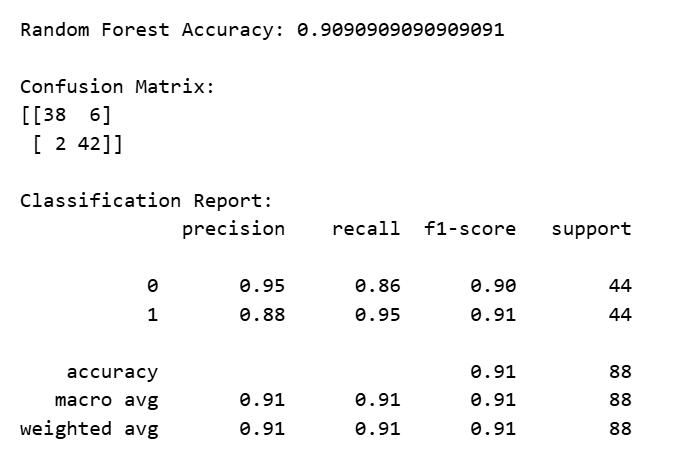 Random Forest Accuracy: 0.9090909090909091
Confusion Matrix:
[[38  6]
 [ 2 42]]
Classification Report:
              precision    recall  f1-score   support
           0       0.95      0.86      0.90        44
           1       0.88      0.95      0.91        44
    accuracy                           0.91        88
   macro avg       0.91      0.91      0.91        88
weighted avg       0.91      0.91      0.91        88